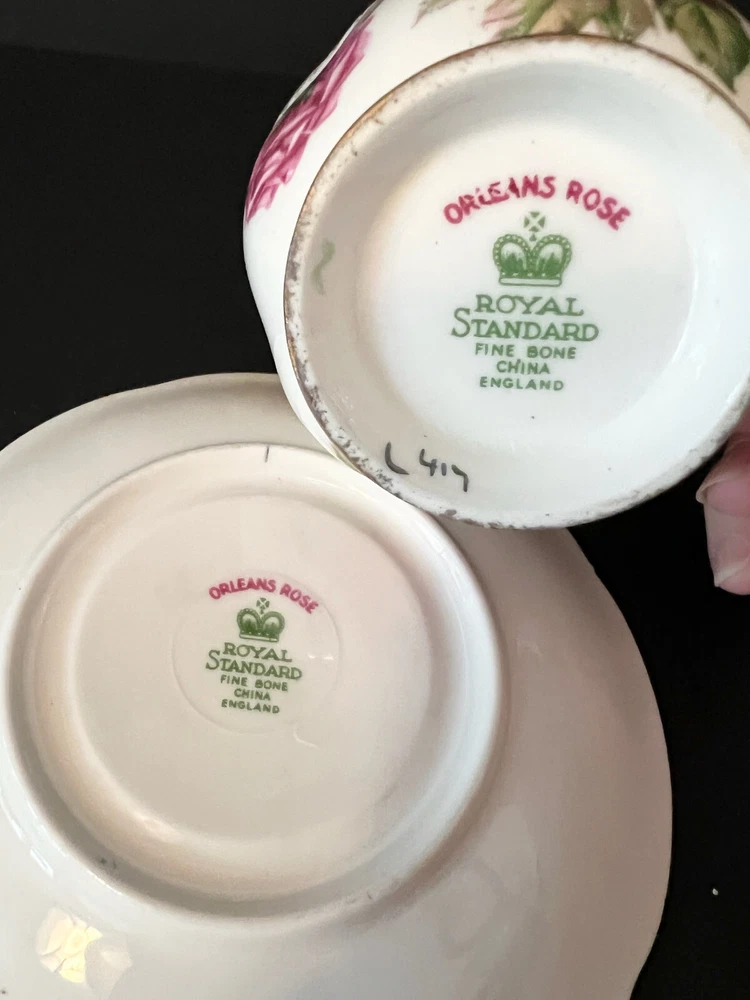 ORLEANS ROSE
ROYAL
STANDARD
FINE BONE
CHINA
ENGLAND
L 417
ORLEANS ROSE
ROYAL
STANDARD
FINE BONE
CHINA
ENGLAND